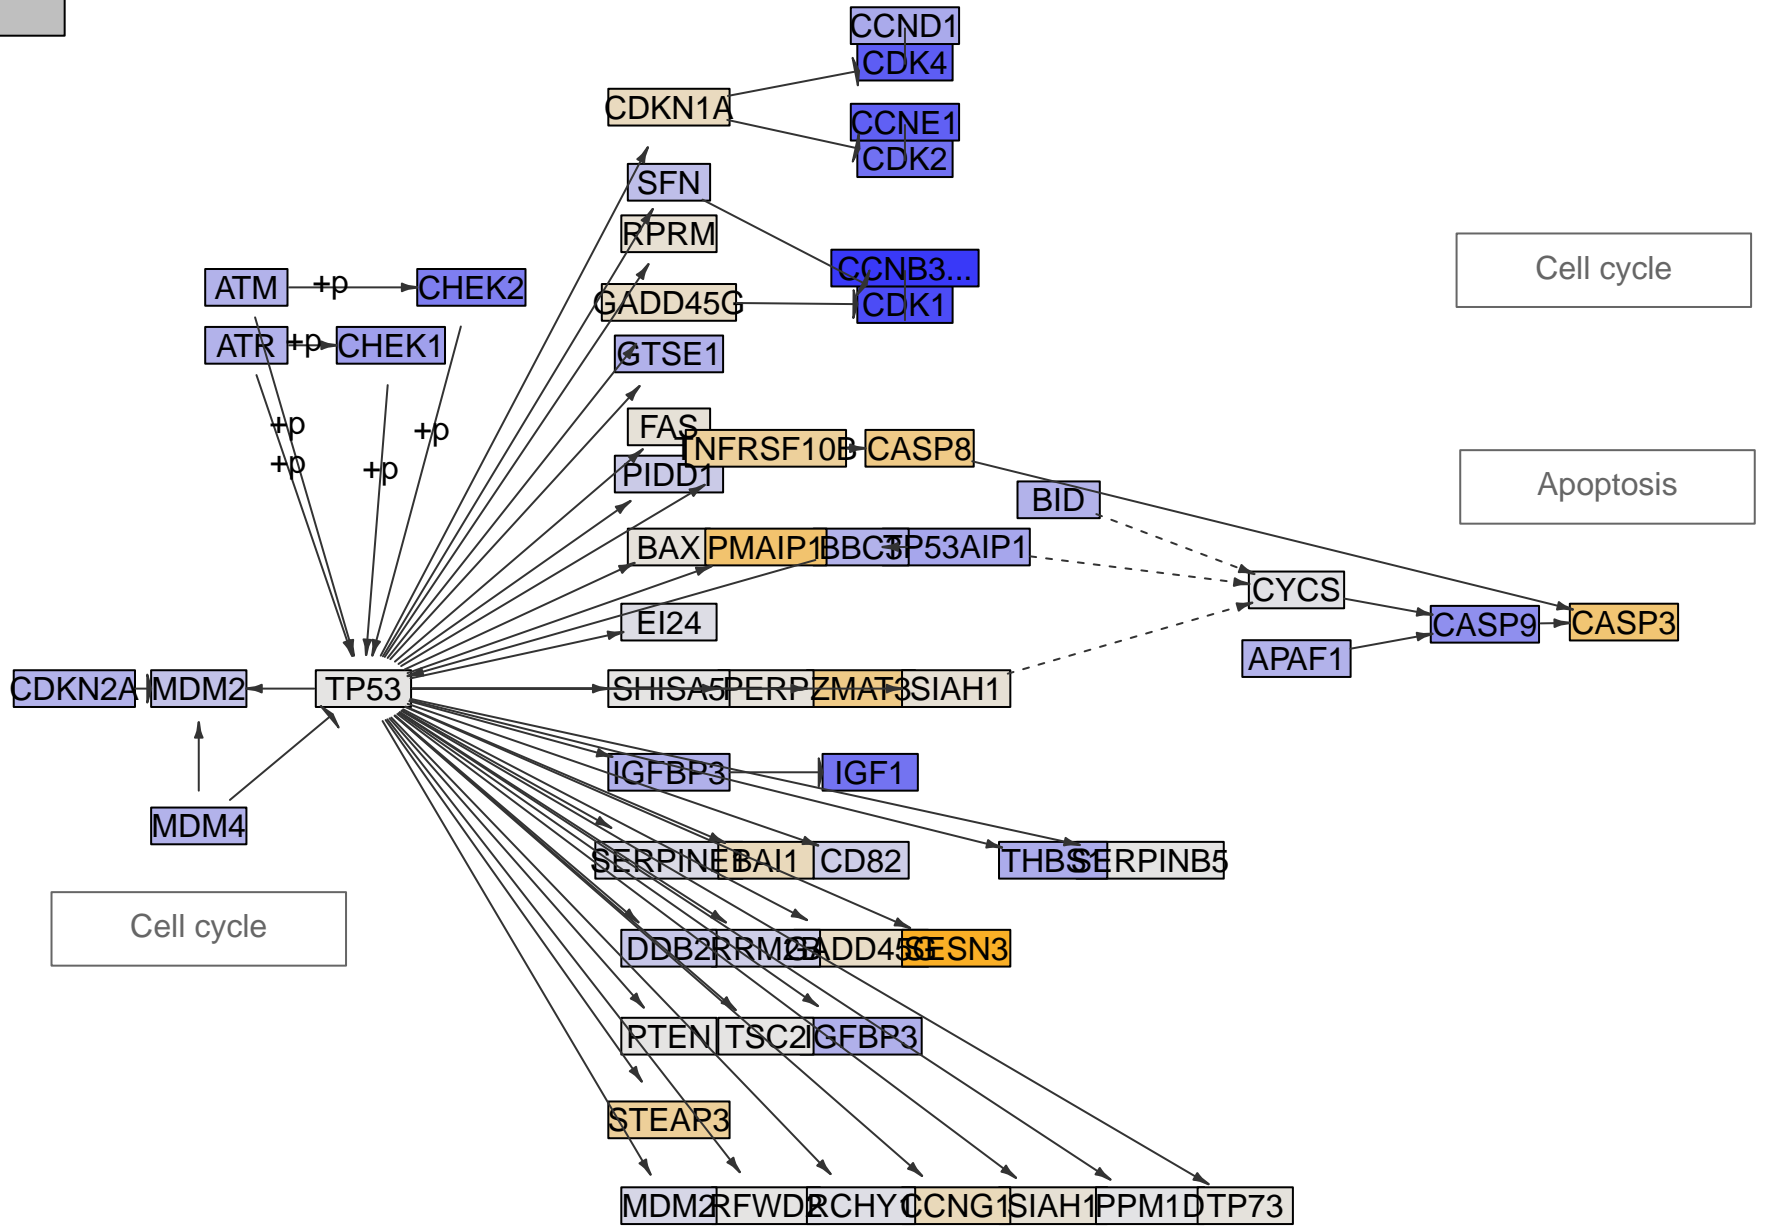 CCND1
CDK4
CDKN1A
CCNE1
CDK2
SFN
RPRM
CCNB3...
Cell cycle
ATM
+p
CHEK2
GADD45G
CDK1
ATR
+p
CHEK1
GTSE1
+p
+p
FAS
TNFRSF10B
CASP8
+p
+p
PIDD1
Apoptosis
BID
BAX
PMAIP1
BBC3
TP53AIP1
CYCS
EI24
CASP9
CASP3
APAF1
CDKN2A
MDM2
TP53
SHISA5
PERP
ZMAT3
SIAH1
IGFBP3
IGF1
MDM4
SERPINE1
BAI1
CD82
THBS1
SERPINB5
Cell cycle
DDB2
RRM2B
GADD45G
SESN3
PTEN
TSC2
IGFBP3
STEAP3
MDM2
RFWD2
RCHY1
CCNG1
SIAH1
PPM1D
TP73